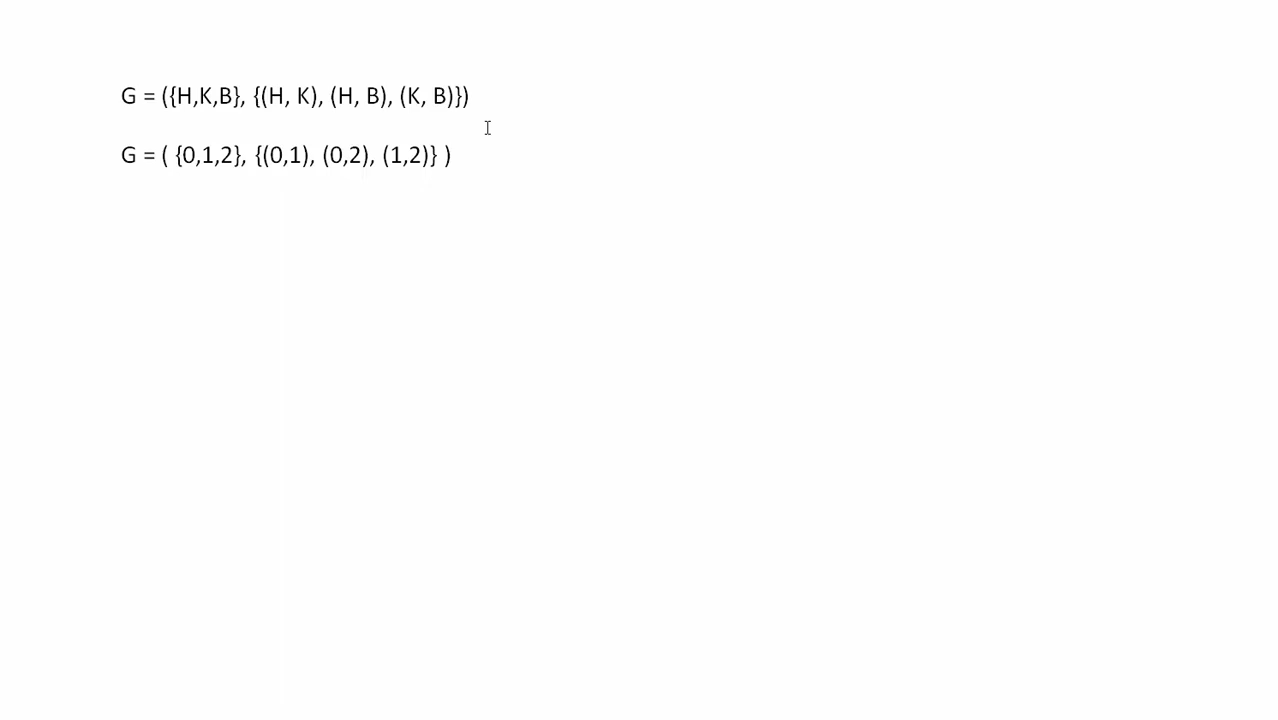 G = ({H,K,B}, {(H, K), (H, B), (K, B)})
G = ( {0,1,2}, {(0,1), (0,2), (1,2)} )